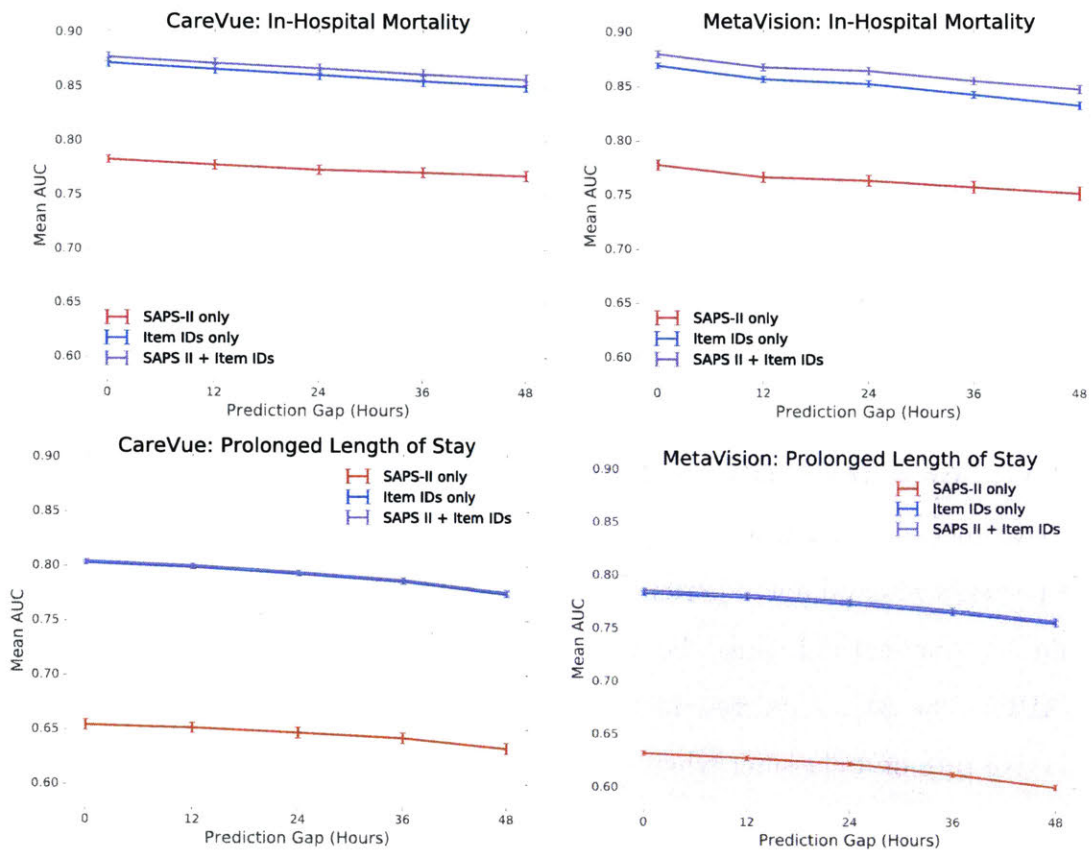 CareVue: In-Hospital Mortality
0.90
0.85
0.80
0.75
0.70
0.65
0.60
Mean AUC
SAPS-II only
Item IDs only
SAPS II + Item IDs
0 12 24 36 48
Prediction Gap (Hours)
MetaVision: In-Hospital Mortality
0.90
0.85
0.80
0.75
0.70
0.65
0.60
Mean AUC
SAPS-II only
Item IDs only
SAPS II + Item IDs
0 12 24 36 48
Prediction Gap (Hours)
CareVue: Prolonged Length of Stay
0.90
0.85
0.80
0.75
0.70
0.65
0.60
Mean AUC
SAPS-II only
Item IDs only
SAPS II + Item IDs
0 12 24 36 48
Prediction Gap (Hours)
MetaVision: Prolonged Length of Stay
0.90
0.85
0.80
0.75
0.70
0.65
0.60
Mean AUC
SAPS-II only
Item IDs only
SAPS II + Item IDs
0 12 24 36 48
Prediction Gap (Hours)